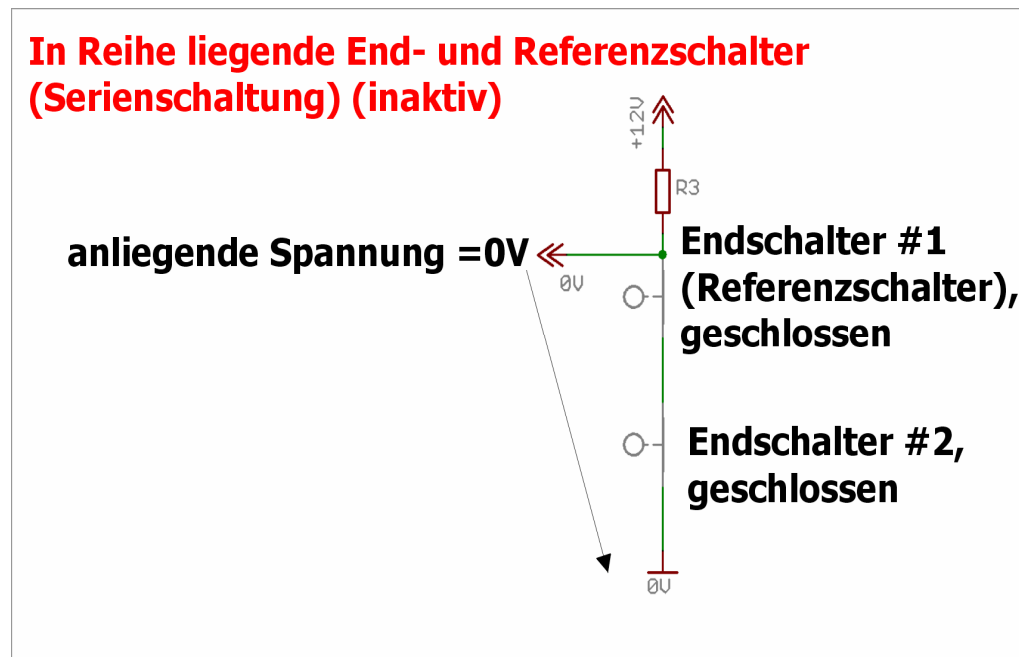 In Reihe liegende End- und Referenzschalter
(Serienschaltung) (inaktiv)
+12V
R3
anliegende Spannung =0V
0V
Endschalter #1
(Referenzschalter),
geschlossen
Endschalter #2,
geschlossen
0V